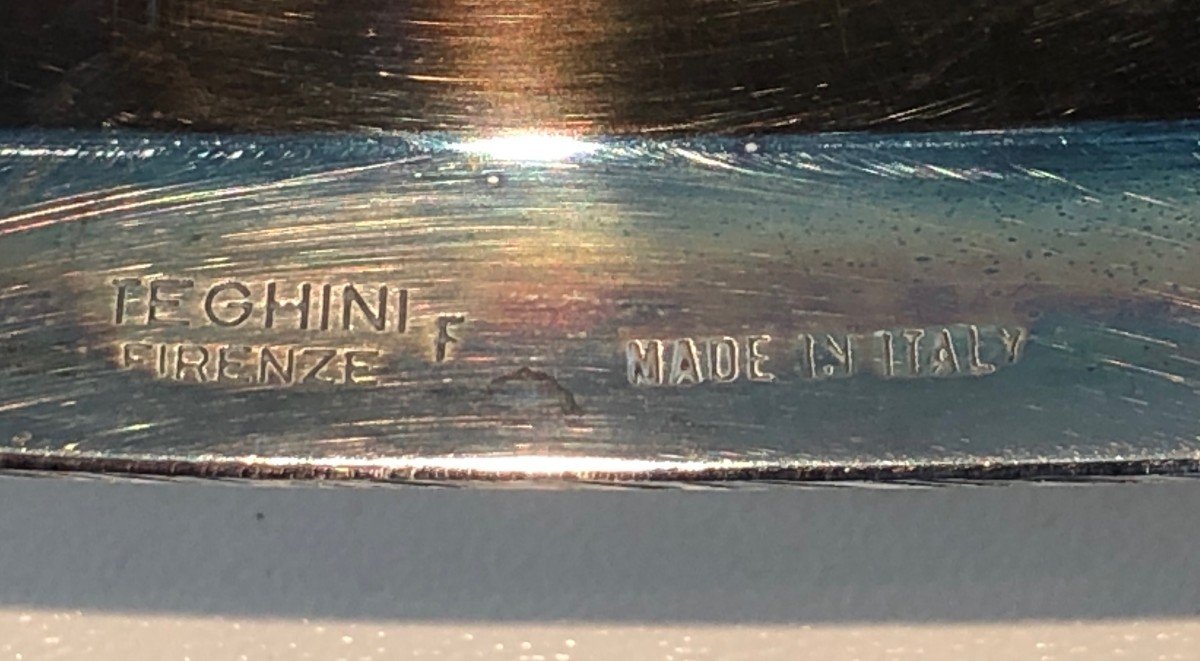 TEGHINI
FIRENZE F
MADE IN ITALY